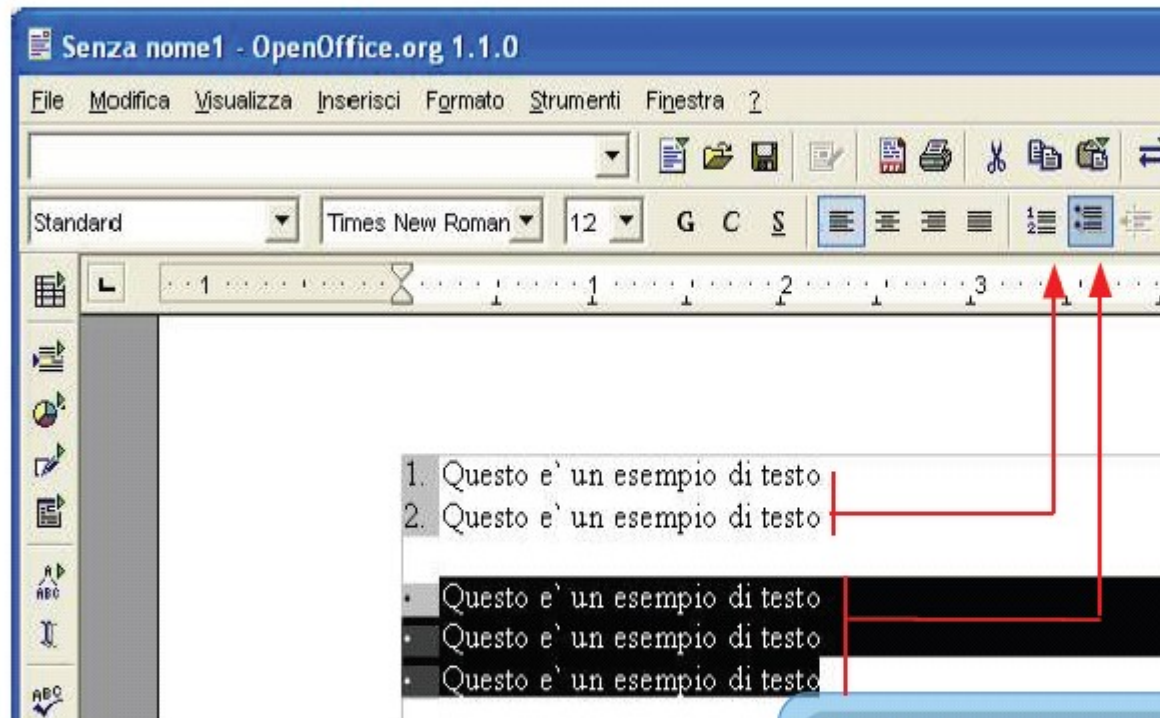 Senza nome1 - OpenOffice.org 1.1.0
File Modifica Visualizza Inserisci Formato Strumenti Finestra ?
Standard Times New Roman 12 G C S
1 1 2 3
1. Questo e` un esempio di testo
2. Questo e` un esempio di testo
• Questo e` un esempio di testo
• Questo e` un esempio di testo
• Questo e` un esempio di testo
ABC
ABC